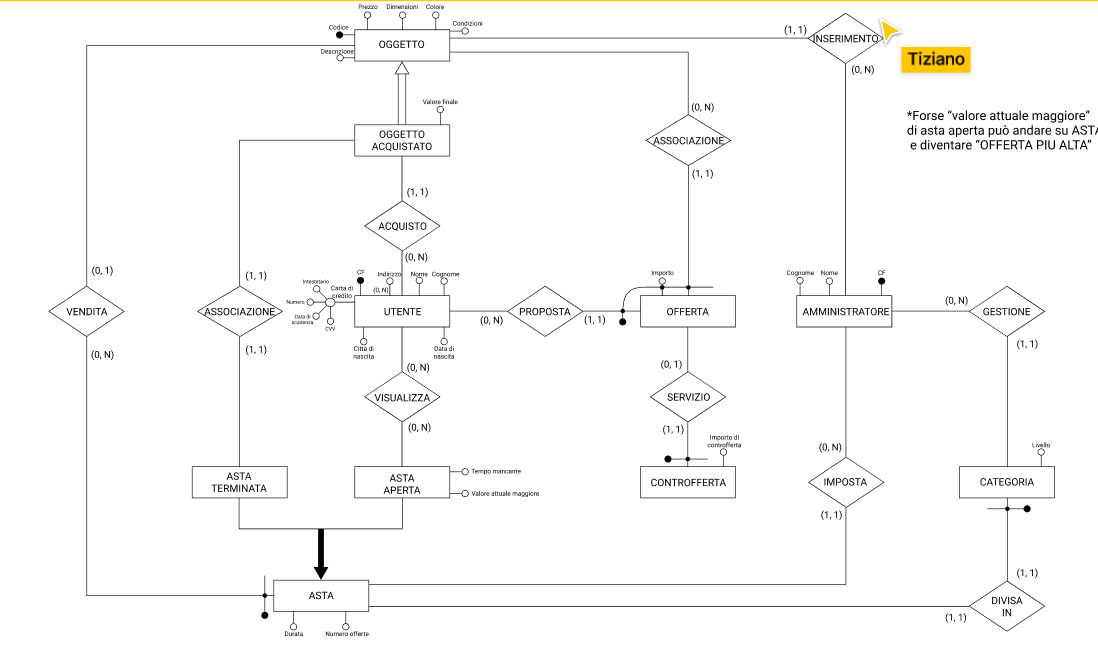 Prezzo
Dimensioni
Colore
Codice
Condizioni
OGGETTO
Descrizione
(1, 1)
INSERIMENTO
(0, N)
Tiziano
*Forse “valore attuale maggiore”
di asta aperta può andare su ASTA
e diventare “OFFERTA PIU ALTA”
Valore finale
OGGETTO
ACQUISTATO
(0, N)
ASSOCIAZIONE
(1, 1)
(1, 1)
ACQUISTO
(0, N)
(0, 1)
VENDITA
(0, N)
(1, 1)
ASSOCIAZIONE
(1, 1)
CF
Indirizzo
(0, N)
Nome
Cognome
Intestatario
Carta di
credito
Numero
Data di
scadenza
CVV
UTENTE
Città di
nascita
Data di
nascita
(0, N)
PROPOSTA
(1, 1)
Importo
OFFERTA
Cognome
Nome
CF
AMMINISTRATORE
(0, N)
GESTIONE
(1, 1)
(0, N)
VISUALIZZA
(0, N)
(0, 1)
SERVIZIO
(1, 1)
Importo di
controfferta
CONTROFFERTA
(0, N)
IMPOSTA
(1, 1)
Livello
CATEGORIA
ASTA
TERMINATA
ASTA
APERTA
Tempo mancante
Valore attuale maggiore
ASTA
Durata
Numero offerte
(1, 1)
DIVISA
IN
(1, 1)